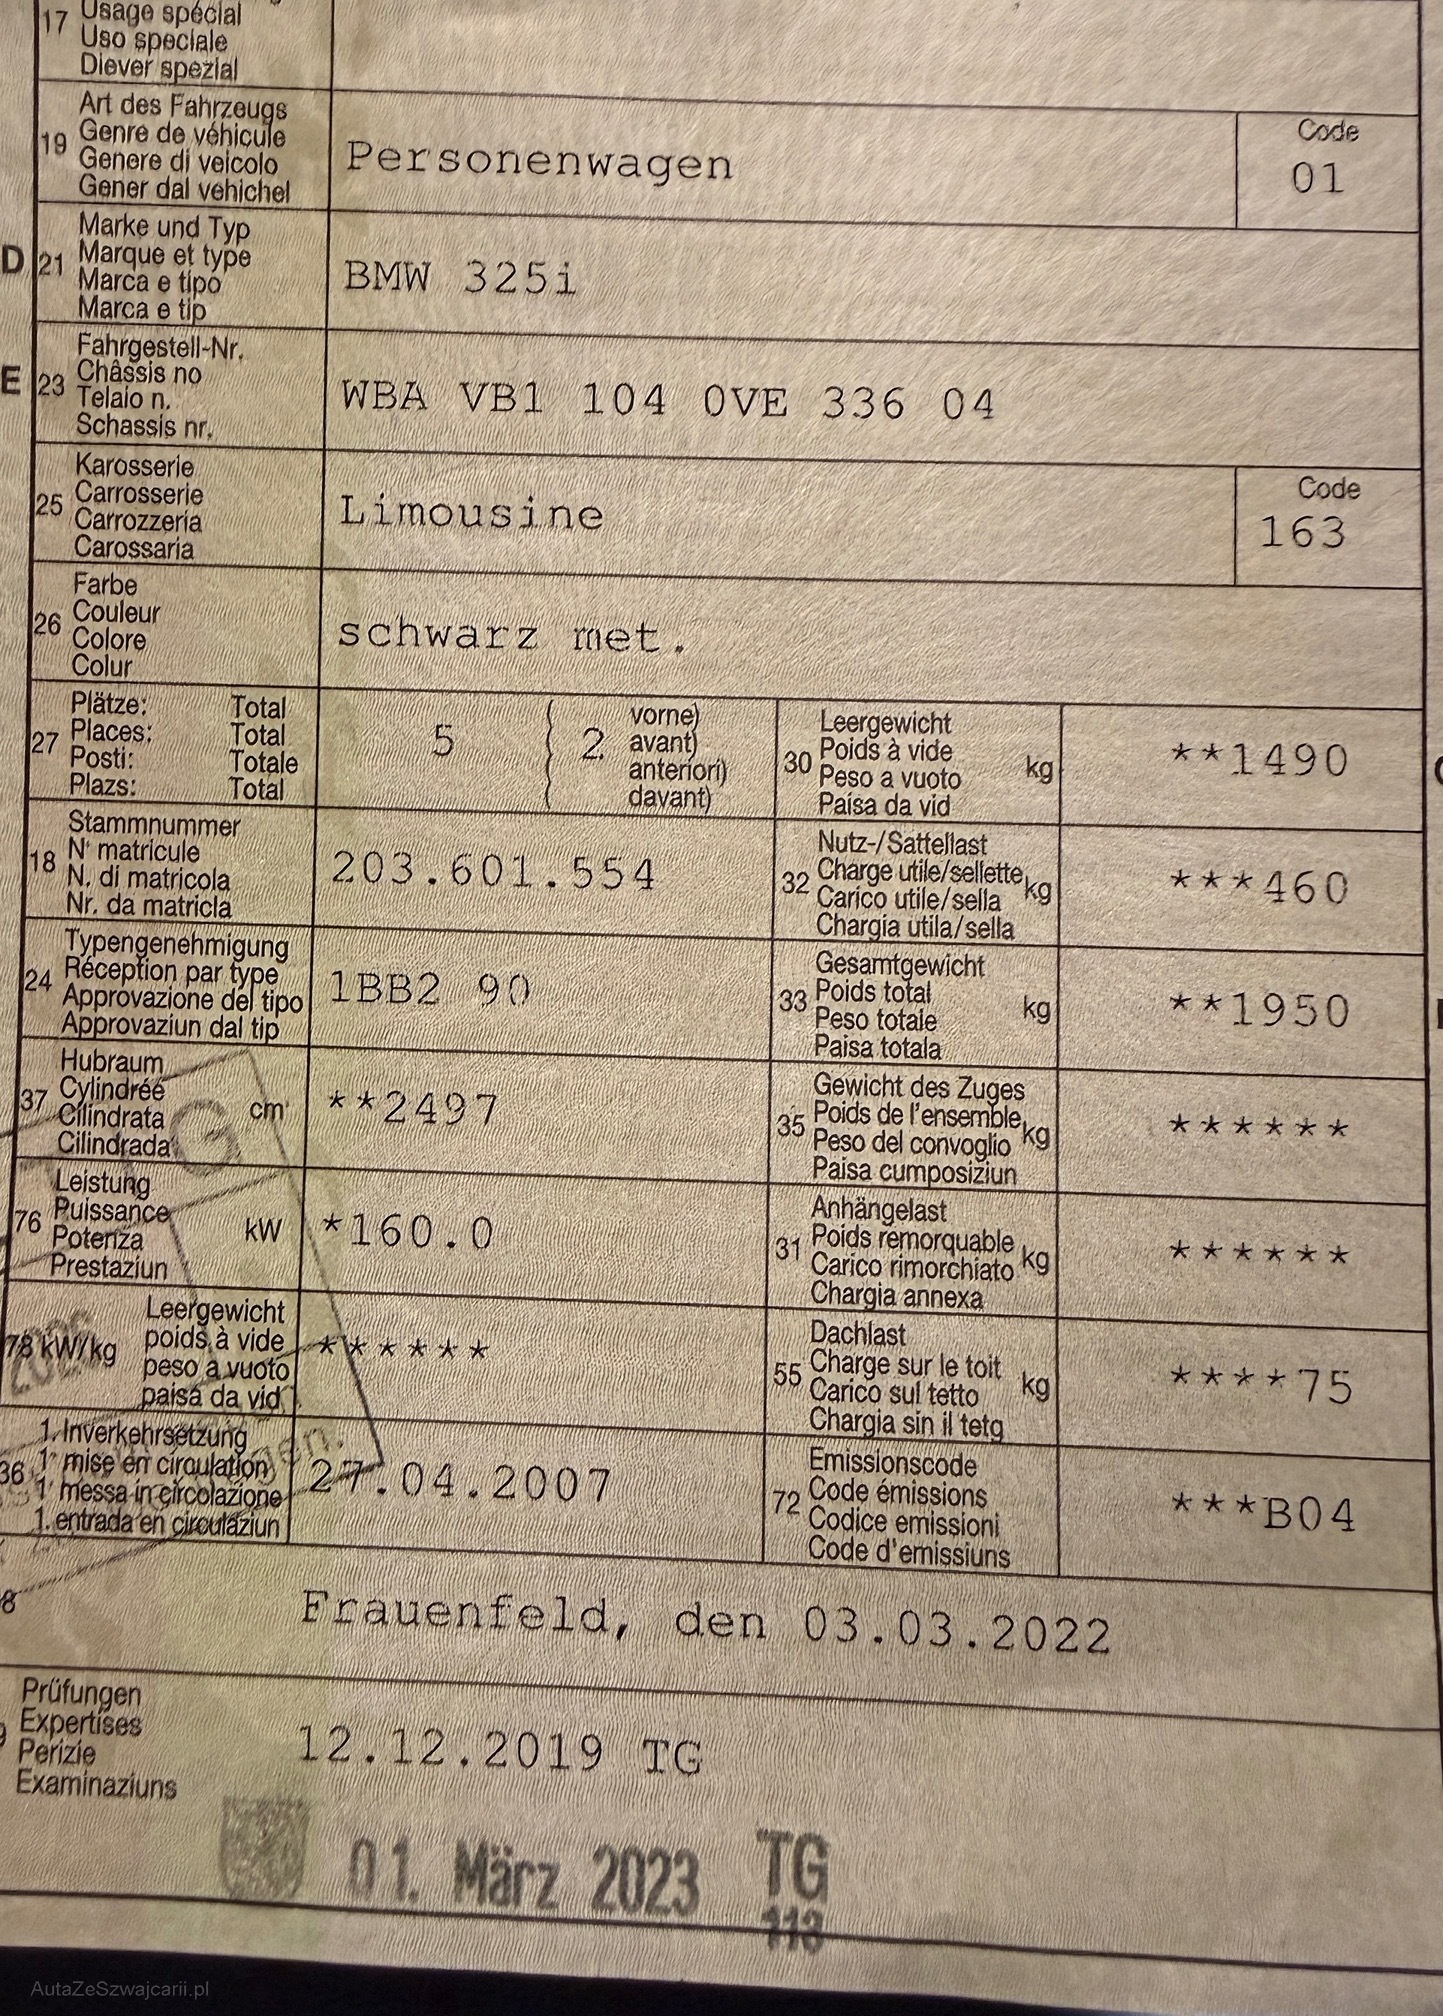 17 Usage spécial
Uso speciale
Diever spezial
19 Art des Fahrzeugs
Genre de véhicule
Genere di veicolo
Gener dal vehichel
Personenwagen
Code
01
D 21 Marke und Typ
Marque et type
Marca e tipo
Marca e tip
BMW 325i
E 23 Fahrgestell-Nr.
Châssis no
Telaio n.
Schassis nr.
WBA VB1 104 0VE 336 04
25 Karosserie
Carrosserie
Carrozzeria
Carossaria
Limousine
Code
163
26 Farbe
Couleur
Colore
Colur
schwarz met.
27 Plätze: Total
Places: Total
Posti: Totale
Plazs: Total
5
2 vorne)
avant)
anteriori)
davant)
30 Leergewicht
Poids à vide
Peso a vuoto kg
Paisa da vid
**1490
18 Stammnummer
N° matricule
N. di matricola
Nr. da matricla
203.601.554
32 Nutz-/Sattellast
Charge utile/sellette
Carico utile/sella kg
Chargia utila/sella
***460
24 Typengenehmigung
Réception par type
Approvazione del tipo
Approvaziun dal tip
1BB2 90
33 Gesamtgewicht
Poids total
Peso totale kg
Paisa totala
**1950
37 Hubraum
Cylindrée
Cilindrata cm³
Cilindrada
**2497
35 Gewicht des Zuges
Poids de l'ensemble
Peso del convoglio kg
Paisa cumposiziun
******
76 Leistung
Puissance
Potenza kW
Prestaziun
*160.0
31 Anhängelast
Poids remorquable
Carico rimorchiato kg
Chargia annexa
******
78 kW/kg Leergewicht
poids à vide
peso a vuoto
paisa da vid
******
55 Dachlast
Charge sur le toit
Carico sul tetto kg
Chargia sin il tetg
****75
36 1. Inverkehrsetzung
1re mise en circulation
1a messa in circolazione
1. entrada en circulaziun
27.04.2007
72 Emissionscode
Code émissions
Codice emissioni
Code d'emissiuns
***B04
Frauenfeld, den 03.03.2022
Prüfungen
Expertises
Perizie
Examinaziuns
12.12.2019 TG
01. März 2023 TG
113
AutaZeSzwajcarii.pl